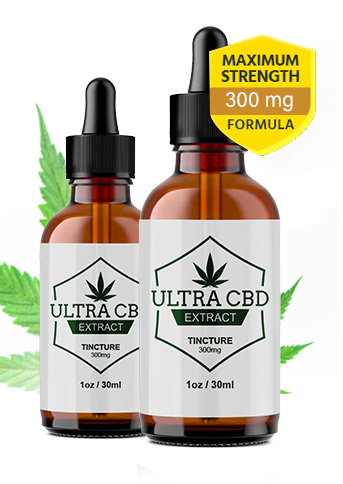 MAXIMUM
STRENGTH
300 mg
FORMULA
ULTRA CB
EXTRACT
TINCTURE
300mg
1oz / 30ml
ULTRA CBD
EXTRACT
TINCTURE
300mg
1oz / 30ml